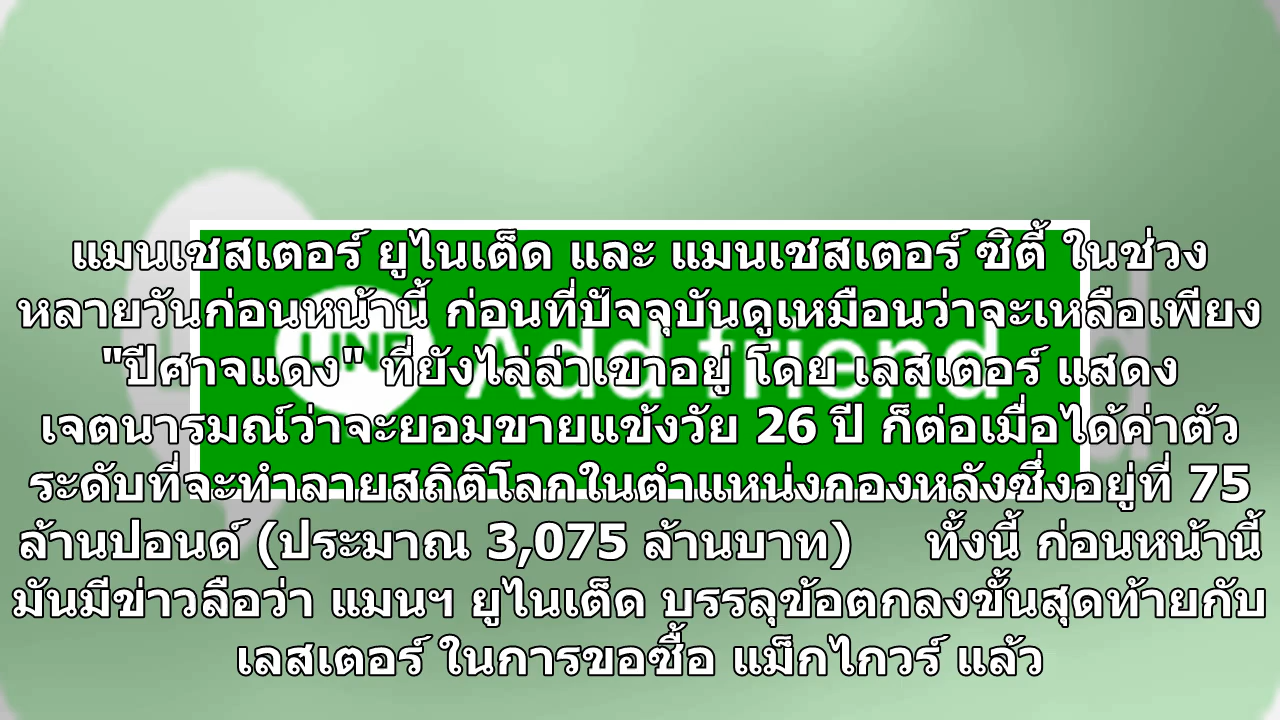 แมนเชสเตอร์ ยูไนเต็ด และ แมนเชสเตอร์ ซิตี้ ในช่วง
หลายวันก่อนหน้านี้ ก่อนที่ปัจจุบันดูเหมือนว่าจะเหลือเพียง
"ปีศาจแดง" ที่ยังไล่ล่าเขาอยู่ โดย เลสเตอร์ แสดง
เจตนารมณ์ว่าจะยอมขายแข้งวัย 26 ปี ก็ต่อเมื่อได้ค่าตัว
ระดับที่จะทำลายสถิติโลกในตำแหน่งกองหลังซึ่งอยู่ที่ 75
ล้านปอนด์ (ประมาณ 3,075 ล้านบาท) ทั้งนี้ ก่อนหน้านี้
มันมีข่าวลือว่า แมนฯ ยูไนเต็ด บรรลุข้อตกลงขั้นสุดท้ายกับ
เลสเตอร์ ในการขอซื้อ แม็กไกวร์ แล้ว
LINE Add friend